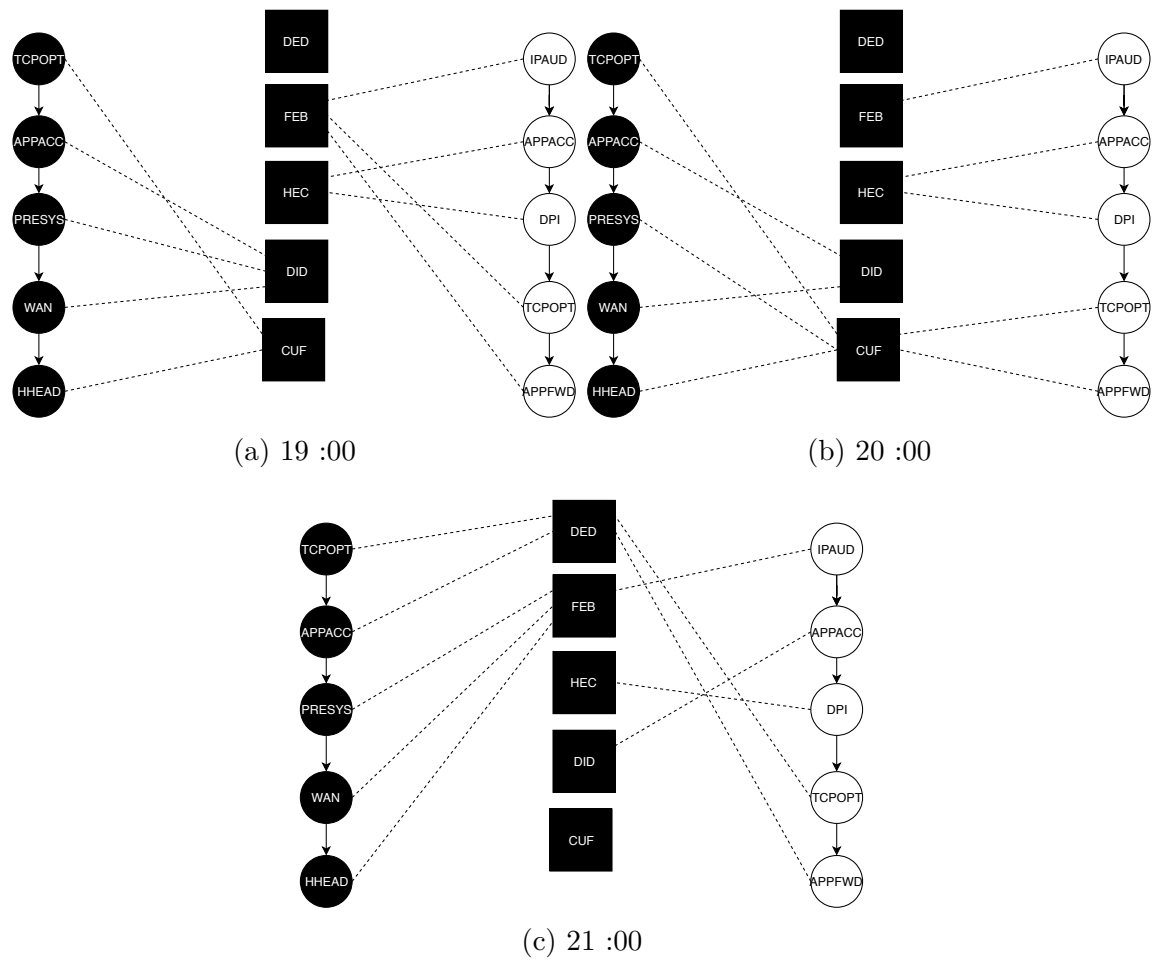 TCPOPT
APPACC
PRESYS
WAN
HHEAD
DED
FEB
HEC
DID
CUF
IPAUD
APPACC
DPI
TCPOPT
APPFWD
(a) 19 :00
TCPOPT
APPACC
PRESYS
WAN
HHEAD
DED
FEB
HEC
DID
CUF
IPAUD
APPACC
DPI
TCPOPT
APPFWD
(b) 20 :00
TCPOPT
APPACC
PRESYS
WAN
HHEAD
DED
FEB
HEC
DID
CUF
IPAUD
APPACC
DPI
TCPOPT
APPFWD
(c) 21 :00